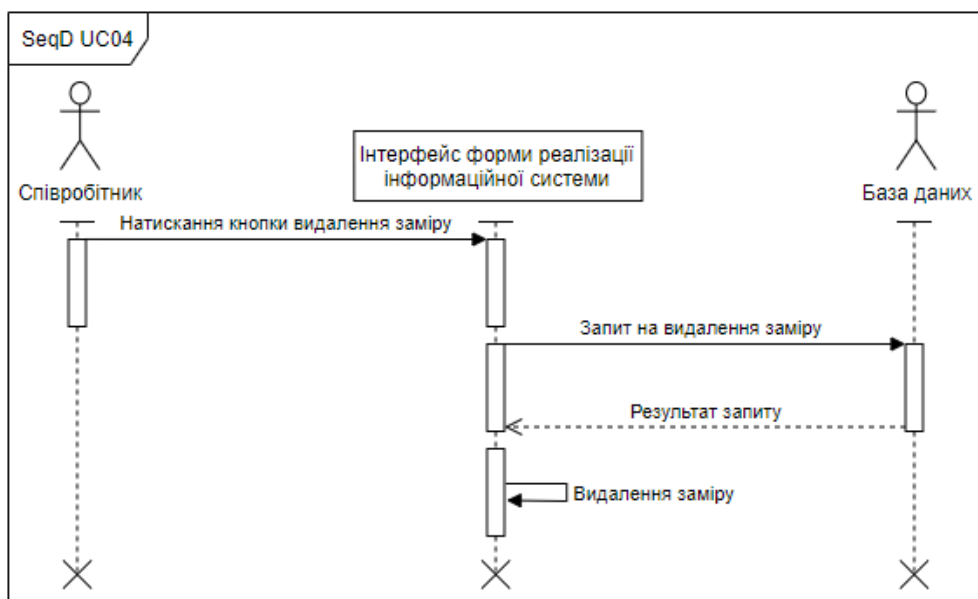 SeqD UC04
Інтерфейс форми реалізації
інформаційної системи
Співробітник
База даних
Натискання кнопки видалення заміру
Запит на видалення заміру
Результат запиту
Видалення заміру